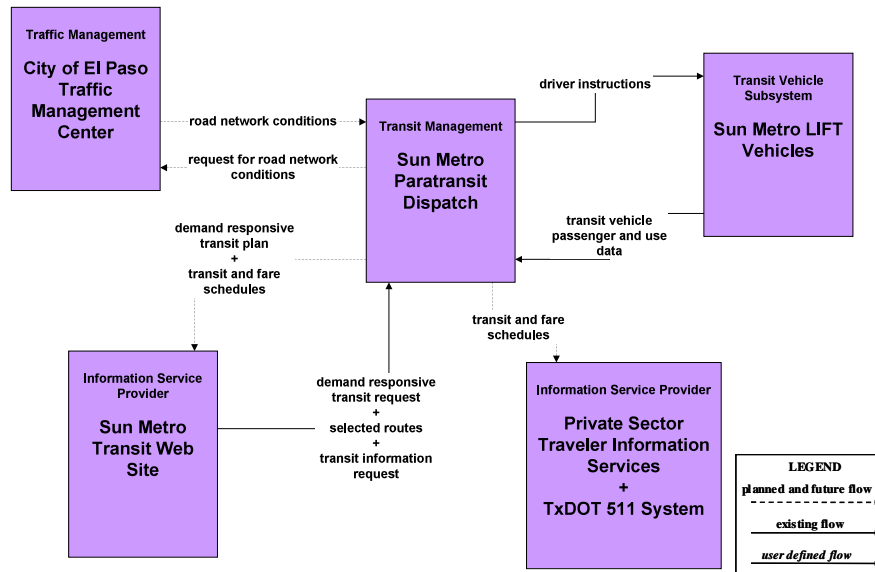 Traffic Management
City of El Paso
Traffic
Management
Center
road network conditions
request for road network
conditions
Transit Management
Sun Metro
Paratransit
Dispatch
driver instructions
Transit Vehicle
Subsystem
Sun Metro LIFT
Vehicles
transit vehicle
passenger and use
data
demand responsive
transit plan
+
transit and fare
schedules
transit and fare
schedules
Information Service
Provider
Sun Metro
Transit Web
Site
demand responsive
transit request
+
selected routes
+
transit information
request
Information Service Provider
Private Sector
Traveler Information
Services
+
TxDOT 511 System
LEGEND
planned and future flow
existing flow
user defined flow